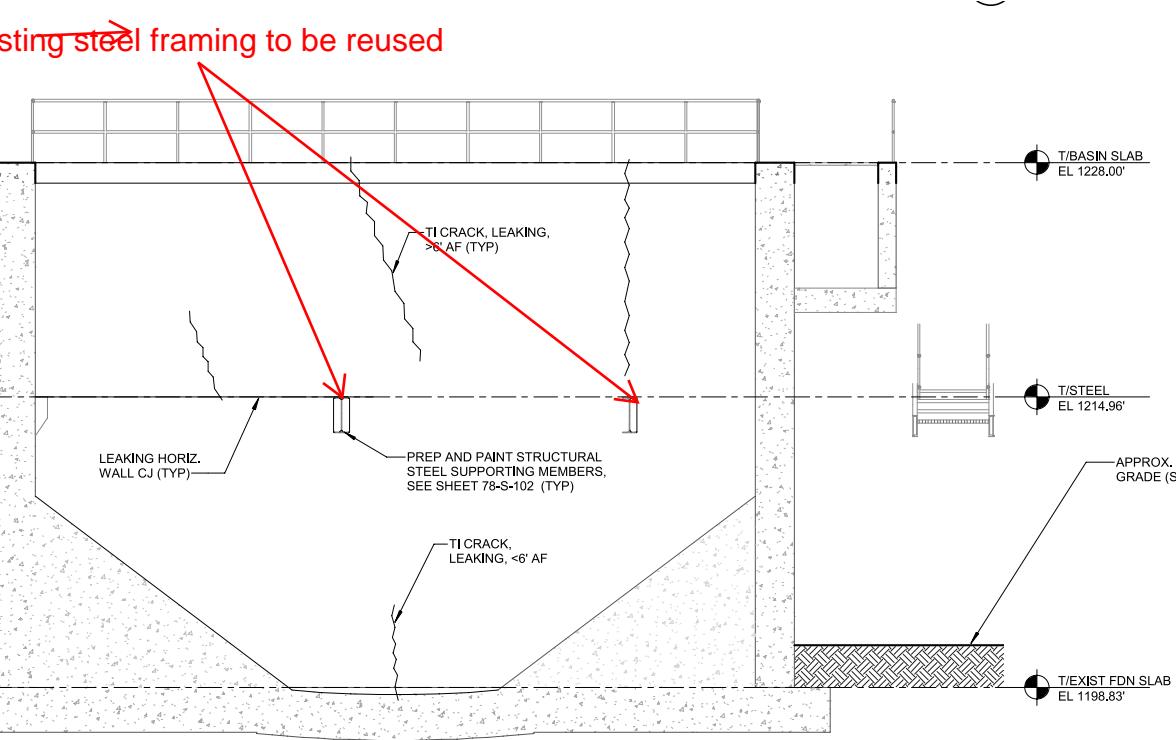 sting steel framing to be reused
T/BASIN SLAB
EL 1228.00'
TI CRACK, LEAKING,
>6' AF (TYP)
T/STEEL
EL 1214.96'
LEAKING HORIZ.
WALL CJ (TYP)
PREP AND PAINT STRUCTURAL
STEEL SUPPORTING MEMBERS,
SEE SHEET 78-S-102 (TYP)
APPROX.
GRADE (S
TI CRACK,
LEAKING, <6' AF
T/EXIST FDN SLAB
EL 1198.83'